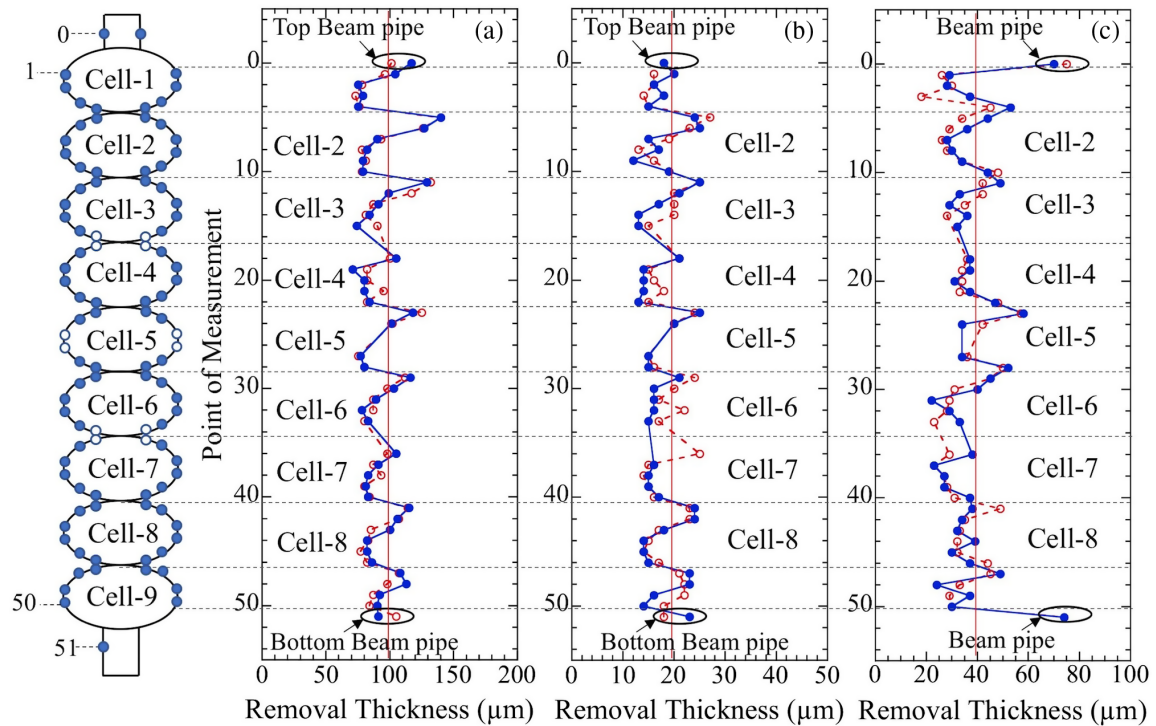 0
1
Cell-1
Cell-2
Cell-3
Cell-4
Cell-5
Cell-6
Cell-7
Cell-8
Cell-9
50
51
Point of Measurement
Top Beam pipe (a)
0
10
20
30
40
50
Cell-2
Cell-3
Cell-4
Cell-5
Cell-6
Cell-7
Cell-8
Bottom Beam pipe
0 50 100 150 200
Removal Thickness (µm)
Top Beam pipe (b)
0
10
20
30
40
50
Cell-2
Cell-3
Cell-4
Cell-5
Cell-6
Cell-7
Cell-8
Bottom Beam pipe
0 10 20 30 40 50
Removal Thickness (µm)
Beam pipe (c)
0
10
20
30
40
50
Cell-2
Cell-3
Cell-4
Cell-5
Cell-6
Cell-7
Cell-8
Beam pipe
0 20 40 60 80 100
Removal Thickness (µm)